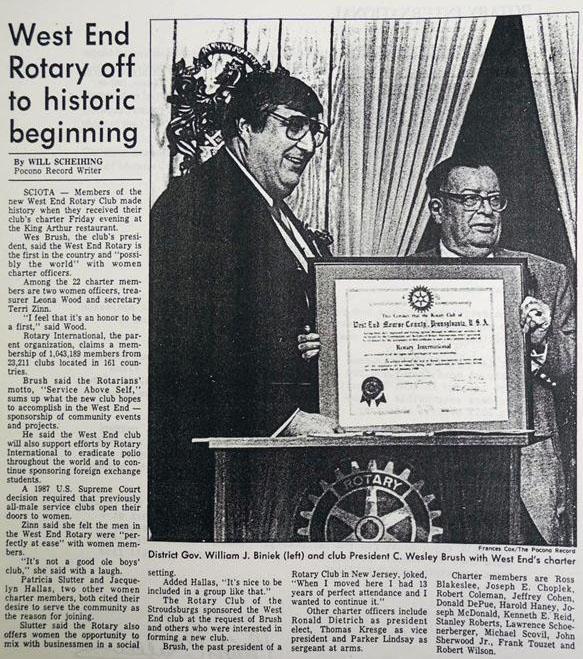 West End
Rotary off
to historic
beginning
By WILL SCHEIHING
Pocono Record Writer
SCIOTA — Members of the
new West End Rotary Club made
history when they received their
club's charter Friday evening at
the King Arthur restaurant.
Wes Brush, the club's presi-
dent, said the West End Rotary is
the first in the country and "possi-
bly the world" with women
charter officers.
Among the 22 charter mem-
bers are two women officers, trea-
surer Leona Wood and secretary
Terri Zinn.
"I feel that it's an honor to be
a first," said Wood.
Rotary International, the par-
ent organization, claims a mem-
bership of 1,043,189 members from
23,211 clubs located in 161 coun-
tries.
Brush said the Rotarians'
motto, "Service Above Self,"
sums up what the new club hopes
to accomplish in the West End —
sponsorship of community events
and projects.
He said the West End club
will also support efforts by Rotary
International to eradicate polio
throughout the world and to con-
tinue sponsoring foreign exchange
students.
A 1987 U.S. Supreme Court
decision required that previously
all-male service clubs open their
doors to women.
Zinn said she felt the men in
the West End Rotary were "per-
fectly at ease" with women mem-
bers.
"It's not a good ole boys'
club," she said with a laugh.
Patricia Slutter and Jacque-
lyn Hallas, two other women
charter members, both cited their
desire to serve the community as
the reason for joining.
Slutter said the Rotary also
offers women the opportunity to
mix with businessmen in a social
West End Monroe County, Pennsylvania, U.S.A.
Rotary International
ROTARY
Frances Cox/The Pocono Record
District Gov. William J. Biniek (left) and club President C. Wesley Brush with West End's charter
setting.
Added Hallas, "It's nice to be
included in a group like that."
The Rotary Club of the
Stroudsburgs sponsored the West
End club at the request of Brush
and others who were interested in
forming a new club.
Brush, the past president of a
Rotary Club in New Jersey, joked,
"When I moved here I had 13
years of perfect attendance and I
wanted to continue it."
Other charter officers include
Ronald Dietrich as president
elect, Thomas Kresge as vice
president and Parker Lindsay as
sergeant at arms.
Charter members are Ross
Blakeslee, Joseph E. Choplek,
Robert Coleman, Jeffrey Cohen,
Donald DePue, Harold Haney, Jo-
seph McDonald, Kenneth E. Reid,
Stanley Roberts, Lawrence Schoe-
nerberger, Michael Scovil, John
Sherwood Jr., Frank Touzet and
Robert Wilson.